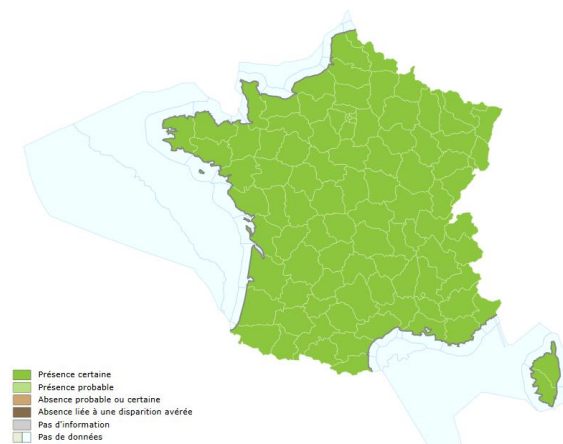 Présence certaine
Présence probable
Absence probable ou certaine
Absence liée à une disparition avérée
Pas d'information
Pas de données